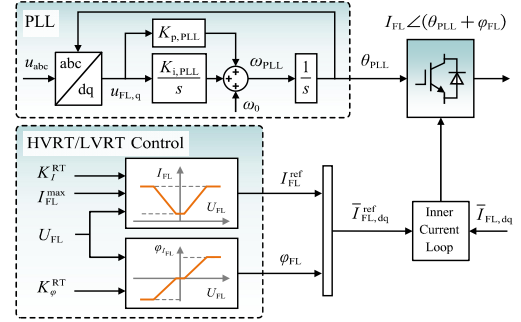 PLL
I_FL∠(θ_PLL + φ_FL)
K_p,PLL
u_abc
abc
dq
u_FL,q
K_i,PLL
s
ω_PLL
ω_0
1
s
θ_PLL
HVRT/LVRT Control
K_I^RT
I_FL^max
U_FL
K_φ^RT
I_FL
U_FL
φ_I_FL
U_FL
I_FL^ref
φ_FL
I̅_FL,dq^ref
Inner
Current
Loop
I̅_FL,dq